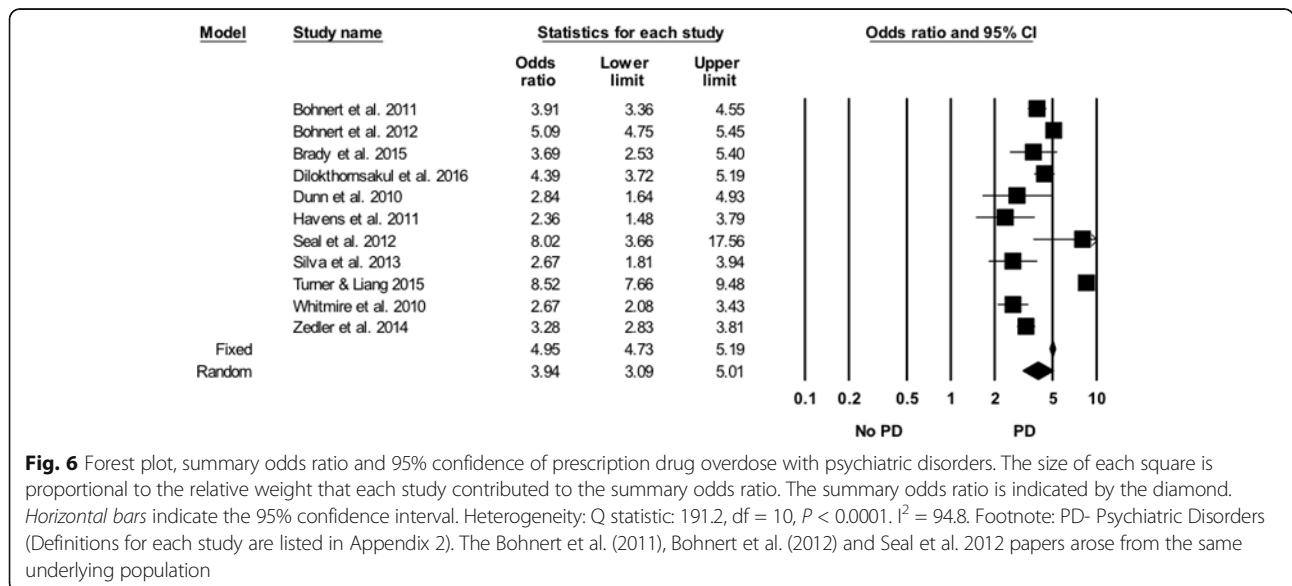 Model Study name Statistics for each study Odds ratio and 95% CI
Odds ratio Lower limit Upper limit
Bohnert et al. 2011 3.91 3.36 4.55
Bohnert et al. 2012 5.09 4.75 5.45
Brady et al. 2015 3.69 2.53 5.40
Dilokthornsakul et al. 2016 4.39 3.72 5.19
Dunn et al. 2010 2.84 1.64 4.93
Havens et al. 2011 2.36 1.48 3.79
Seal et al. 2012 8.02 3.66 17.56
Silva et al. 2013 2.67 1.81 3.94
Turner & Liang 2015 8.52 7.66 9.48
Whitmire et al. 2010 2.67 2.08 3.43
Zedler et al. 2014 3.28 2.83 3.81
Fixed 4.95 4.73 5.19
Random 3.94 3.09 5.01
0.1 0.2 0.5 1 2 5 10
No PD PD
Fig. 6 Forest plot, summary odds ratio and 95% confidence of prescription drug overdose with psychiatric disorders. The size of each square is
proportional to the relative weight that each study contributed to the summary odds ratio. The summary odds ratio is indicated by the diamond.
Horizontal bars indicate the 95% confidence interval. Heterogeneity: Q statistic: 191.2, df = 10, P < 0.0001. I² = 94.8. Footnote: PD- Psychiatric Disorders
(Definitions for each study are listed in Appendix 2). The Bohnert et al. (2011), Bohnert et al. (2012) and Seal et al. 2012 papers arose from the same
underlying population